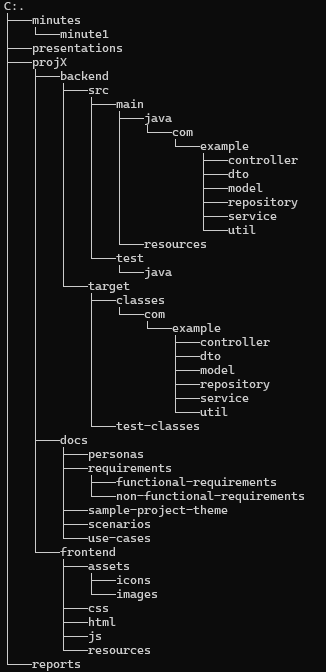 C:.
├───minutes
│   └───minute1
├───presentations
├───projX
│   ├───backend
│   │   ├───src
│   │   │   ├───main
│   │   │   │   ├───java
│   │   │   │   │   └───com
│   │   │   │   │       └───example
│   │   │   │   │           ├───controller
│   │   │   │   │           ├───dto
│   │   │   │   │           ├───model
│   │   │   │   │           ├───repository
│   │   │   │   │           ├───service
│   │   │   │   │           └───util
│   │   │   │   └───resources
│   │   │   └───test
│   │   │       └───java
│   │   └───target
│   │       ├───classes
│   │       │   └───com
│   │       │       └───example
│   │       │           ├───controller
│   │       │           ├───dto
│   │       │           ├───model
│   │       │           ├───repository
│   │       │           ├───service
│   │       │           └───util
│   │       └───test-classes
│   ├───docs
│   │   ├───personas
│   │   ├───requirements
│   │   │   ├───functional-requirements
│   │   │   └───non-functional-requirements
│   │   ├───sample-project-theme
│   │   ├───scenarios
│   │   └───use-cases
│   └───frontend
│       ├───assets
│       │   ├───icons
│       │   └───images
│       ├───css
│       ├───html
│       ├───js
│       └───resources
└───reports